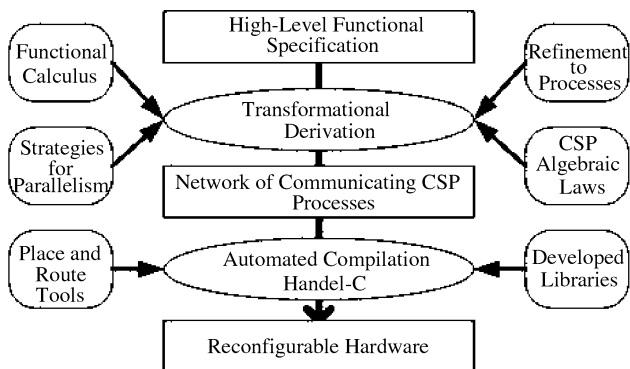 High-Level Functional
Specification
Functional
Calculus
Refinement
to
Processes
Transformational
Derivation
Strategies
for
Parallelism
CSP
Algebraic
Laws
Network of Communicating CSP
Processes
Place and
Route
Tools
Automated Compilation
Handel-C
Developed
Libraries
Reconfigurable Hardware